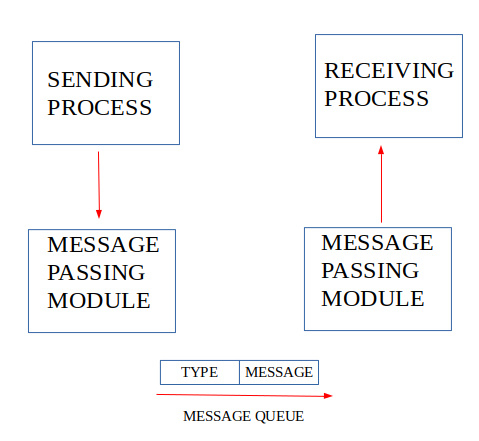 SENDING
PROCESS
RECEIVING
PROCESS
MESSAGE
PASSING
MODULE
MESSAGE
PASSING
MODULE
TYPE MESSAGE
MESSAGE QUEUE